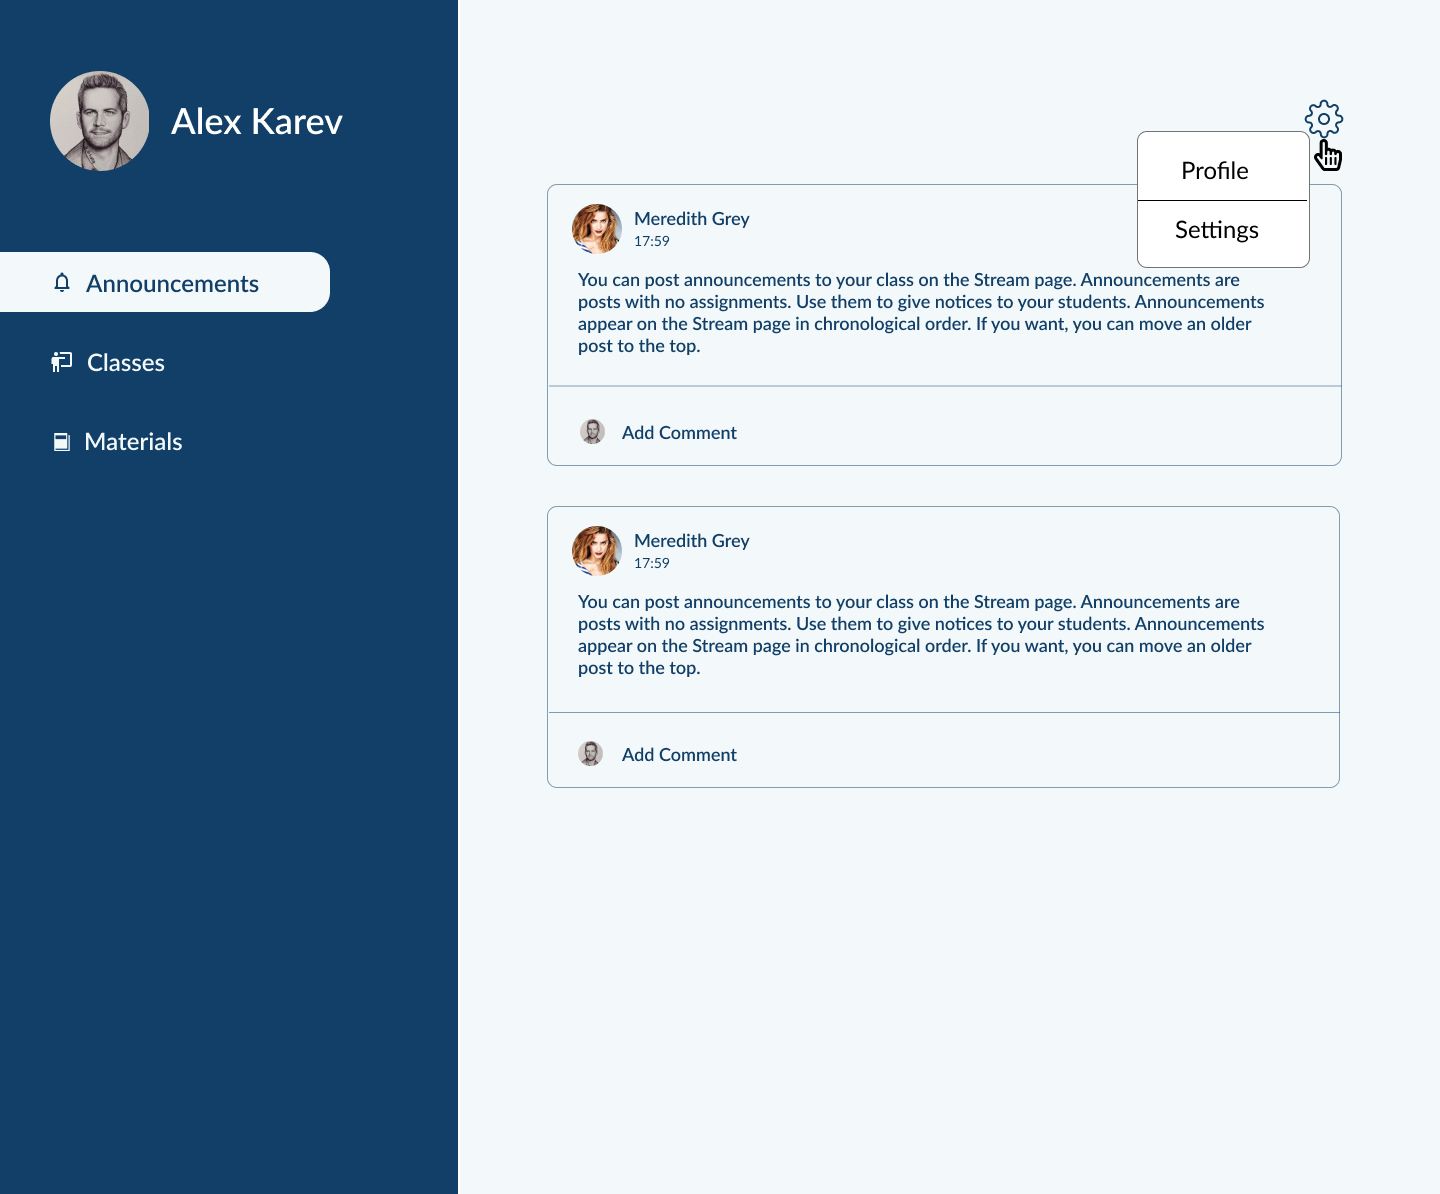 Alex Karev
Announcements
Classes
Materials
Profile
Settings
Meredith Grey
17:59
You can post announcements to your class on the Stream page. Announcements are
posts with no assignments. Use them to give notices to your students. Announcements
appear on the Stream page in chronological order. If you want, you can move an older
post to the top.
Add Comment
Meredith Grey
17:59
You can post announcements to your class on the Stream page. Announcements are
posts with no assignments. Use them to give notices to your students. Announcements
appear on the Stream page in chronological order. If you want, you can move an older
post to the top.
Add Comment